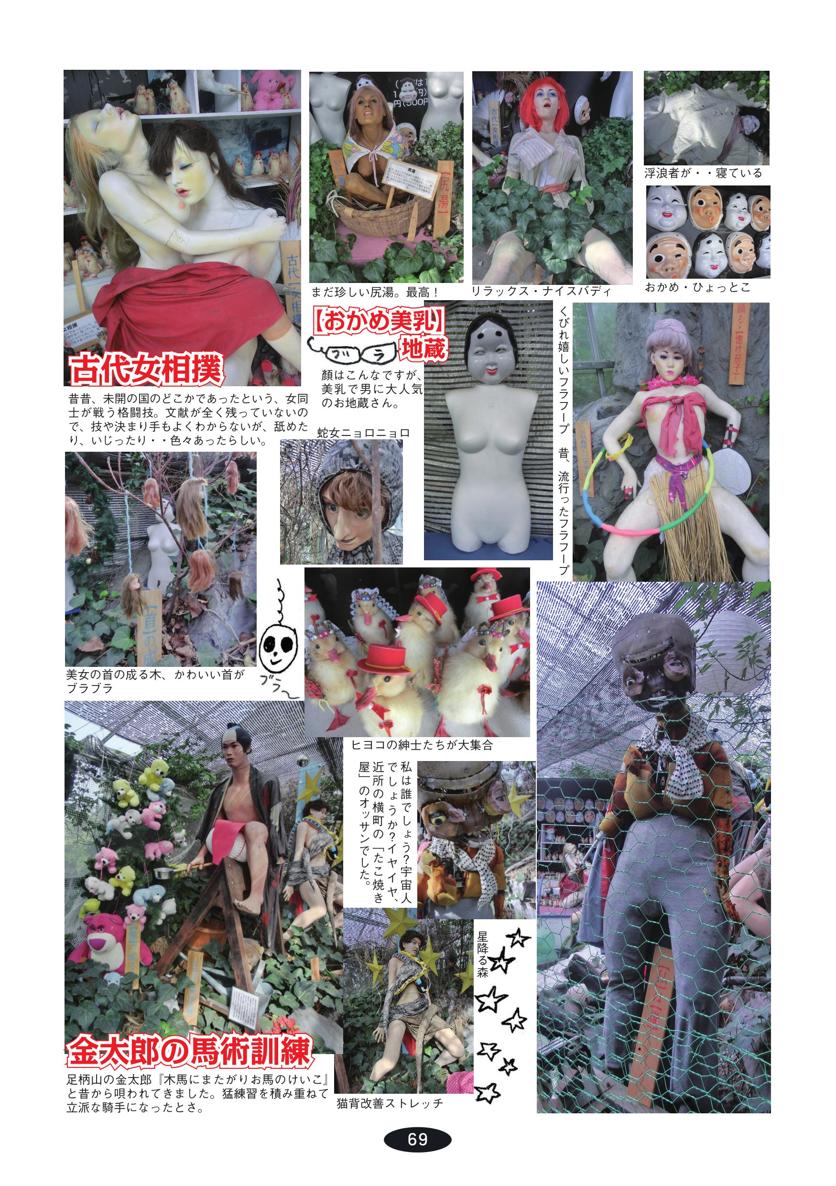 まだ珍しい尻湯。最高！
リラックス・ナイスバディ
浮浪者が・・寝ている
おかめ・ひょっとこ
古代女相撲
昔昔、未開の国のどこかであったという、女同
士が戦う格闘技。文献が全く残っていないの
で、技や決まり手もよくわからないが、舐めた
り、いじったり・・色々あったらしい。
【おかめ美乳】
ブラ
地蔵
顔はこんなですが、
美乳で男に大人気
のお地蔵さん。
くびれ嬉しいフラフープ　昔、流行ったフラフープ
蛇女ニョロニョロ
美女の首の成る木、かわいい首が
ブラブラ
ブラ〜
ヒヨコの紳士たちが大集合
私は誰でしょう？宇宙人
でしょうか？イヤイヤ、
近所の横町の「たこ焼き
屋」のオッサンでした。
星降る森
金太郎の馬術訓練
足柄山の金太郎『木馬にまたがりお馬のけいこ』
と昔から唄われてきました。猛練習を積み重ねて
立派な騎手になったとさ。
猫背改善ストレッチ
69